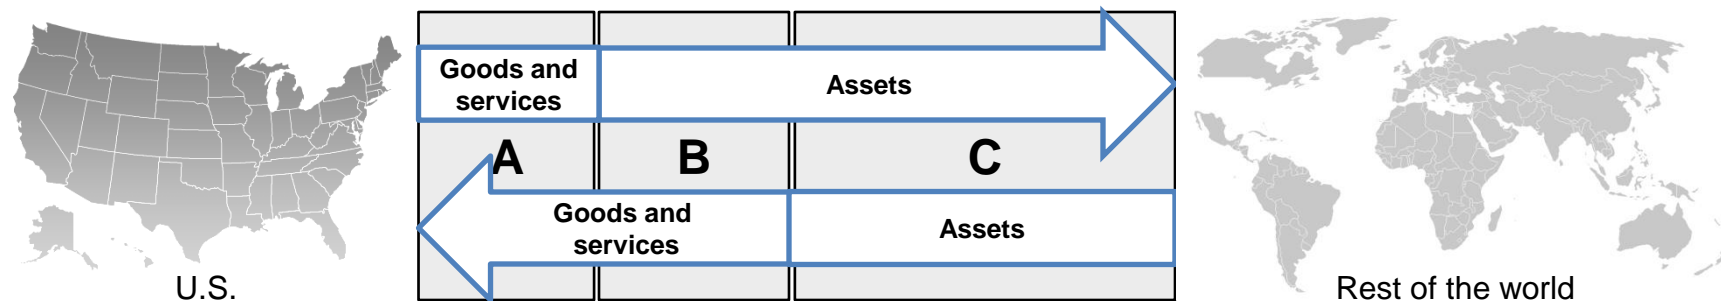 Goods and
services
Assets
A
B
C
Goods and
services
Assets
U.S.
Rest of the world